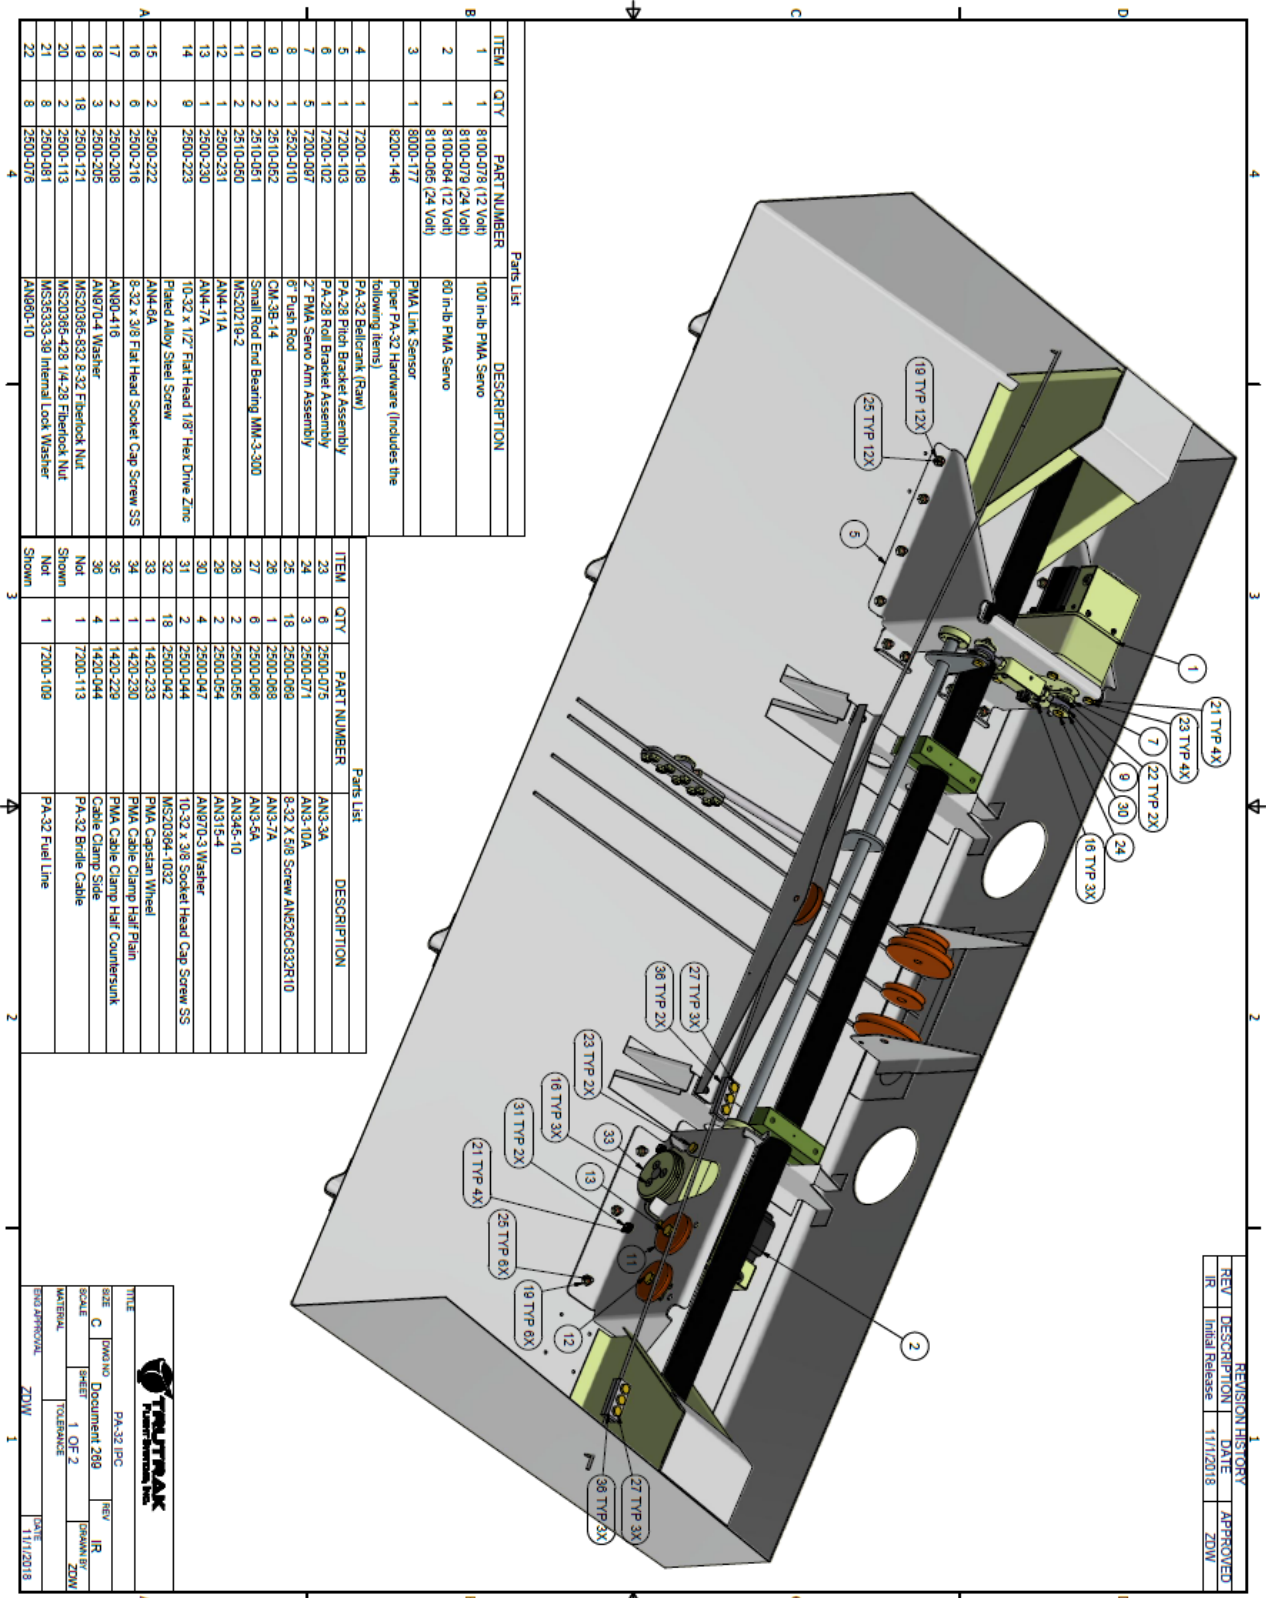 REVISION HISTORY
REV DESCRIPTION DATE APPROVED
IR Initial Release 11/1/2018 ZDW
4
3
2
1
D
C
B
A
21 TYP 4X
23 TYP 4X
22 TYP 2X
16 TYP 3X
1
7
9
30
24
19 TYP 12X
25 TYP 12X
5
27 TYP 3X
36 TYP 2X
23 TYP 2X
16 TYP 3X
31 TYP 2X
21 TYP 4X
33
13
25 TYP 6X
19 TYP 6X
11
12
2
27 TYP 3X
36 TYP 3X
Parts List
ITEM QTY PART NUMBER DESCRIPTION
1 1 8100-078 (12 Volt) 100 in-lb PMA Servo
8100-079 (24 Volt)
2 1 8100-064 (12 Volt) 60 in-lb PMA Servo
8100-065 (24 Volt)
3 1 8000-177 PMA Link Sensor
8200-146 Piper PA-32 Hardware (Includes the
following items)
4 1 7200-108 PA-32 Bellcrank (Raw)
5 1 7200-103 PA-28 Pitch Bracket Assembly
6 1 7200-102 PA-28 Roll Bracket Assembly
7 5 7200-097 2" PMA Servo Arm Assembly
8 1 2520-010 6" Push Rod
9 2 2510-052 CM-3B-14
10 2 2510-051 Small Rod End Bearing MM-3-300
11 2 2510-050 MS20219-2
12 1 2500-231 AN4-11A
13 1 2500-230 AN4-7A
14 9 2500-223 10-32 x 1/2" Flat Head 1/8" Hex Drive Zinc
Plated Alloy Steel Screw
15 2 2500-222 AN4-6A
16 6 2500-216 8-32 x 3/8 Flat Head Socket Cap Screw SS
17 2 2500-208 AN90-416
18 3 2500-205 AN970-4 Washer
19 18 2500-121 MS20365-832 8-32 Fiberlock Nut
20 2 2500-113 MS20365-428 1/4-28 Fiberlock Nut
21 8 2500-081 MS35333-39 Internal Lock Washer
22 8 2500-076 AN960-10
Parts List
ITEM QTY PART NUMBER DESCRIPTION
23 6 2500-075 AN3-3A
24 3 2500-071 AN3-10A
25 18 2500-069 8-32 X 5/8 Screw AN526C832R10
26 1 2500-068 AN3-7A
27 6 2500-066 AN3-5A
28 2 2500-055 AN345-10
29 2 2500-054 AN315-4
30 4 2500-047 AN970-3 Washer
31 2 2500-044 10-32 x 3/8 Socket Head Cap Screw SS
32 18 2500-042 MS20364-1032
33 1 1420-233 PMA Capstan Wheel
34 1 1420-230 PMA Cable Clamp Half Plain
35 1 1420-229 PMA Cable Clamp Half Countersunk
36 4 1420-044 Cable Clamp Side
Not Shown 1 7200-113 PA-32 Bridle Cable
Not Shown 1 7200-109 PA-32 Fuel Line
TRUTRAK
FLIGHT SYSTEMS, INC.
TITLE
PA-32 IPC
SIZE C DWG NO Document 269 REV IR
SCALE SHEET 1 OF 2 DRAWN BY ZDW
MATERIAL TOLERANCE
ENG APPROVAL ZDW DATE 11/1/2018